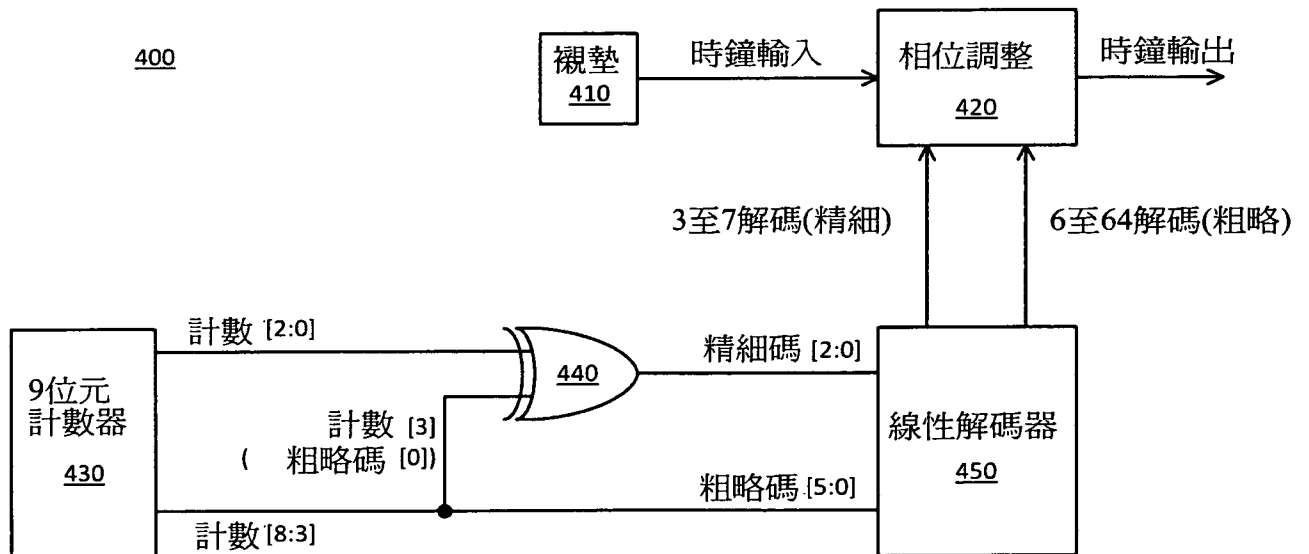 400
襯墊
410
時鐘輸入
相位調整
420
時鐘輸出
3至7解碼(精細)
6至64解碼(粗略)
9位元
計數器
430
計數 [2:0]
440
計數 [3]
( 粗略碼 [0])
計數 [8:3]
精細碼 [2:0]
粗略碼 [5:0]
線性解碼器
450